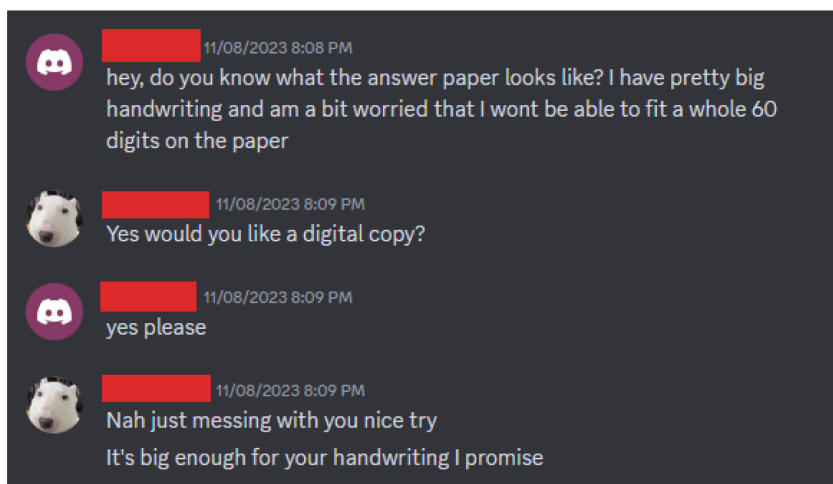 11/08/2023 8:08 PM
hey, do you know what the answer paper looks like? I have pretty big
handwriting and am a bit worried that I wont be able to fit a whole 60
digits on the paper
11/08/2023 8:09 PM
Yes would you like a digital copy?
11/08/2023 8:09 PM
yes please
11/08/2023 8:09 PM
Nah just messing with you nice try
It's big enough for your handwriting I promise